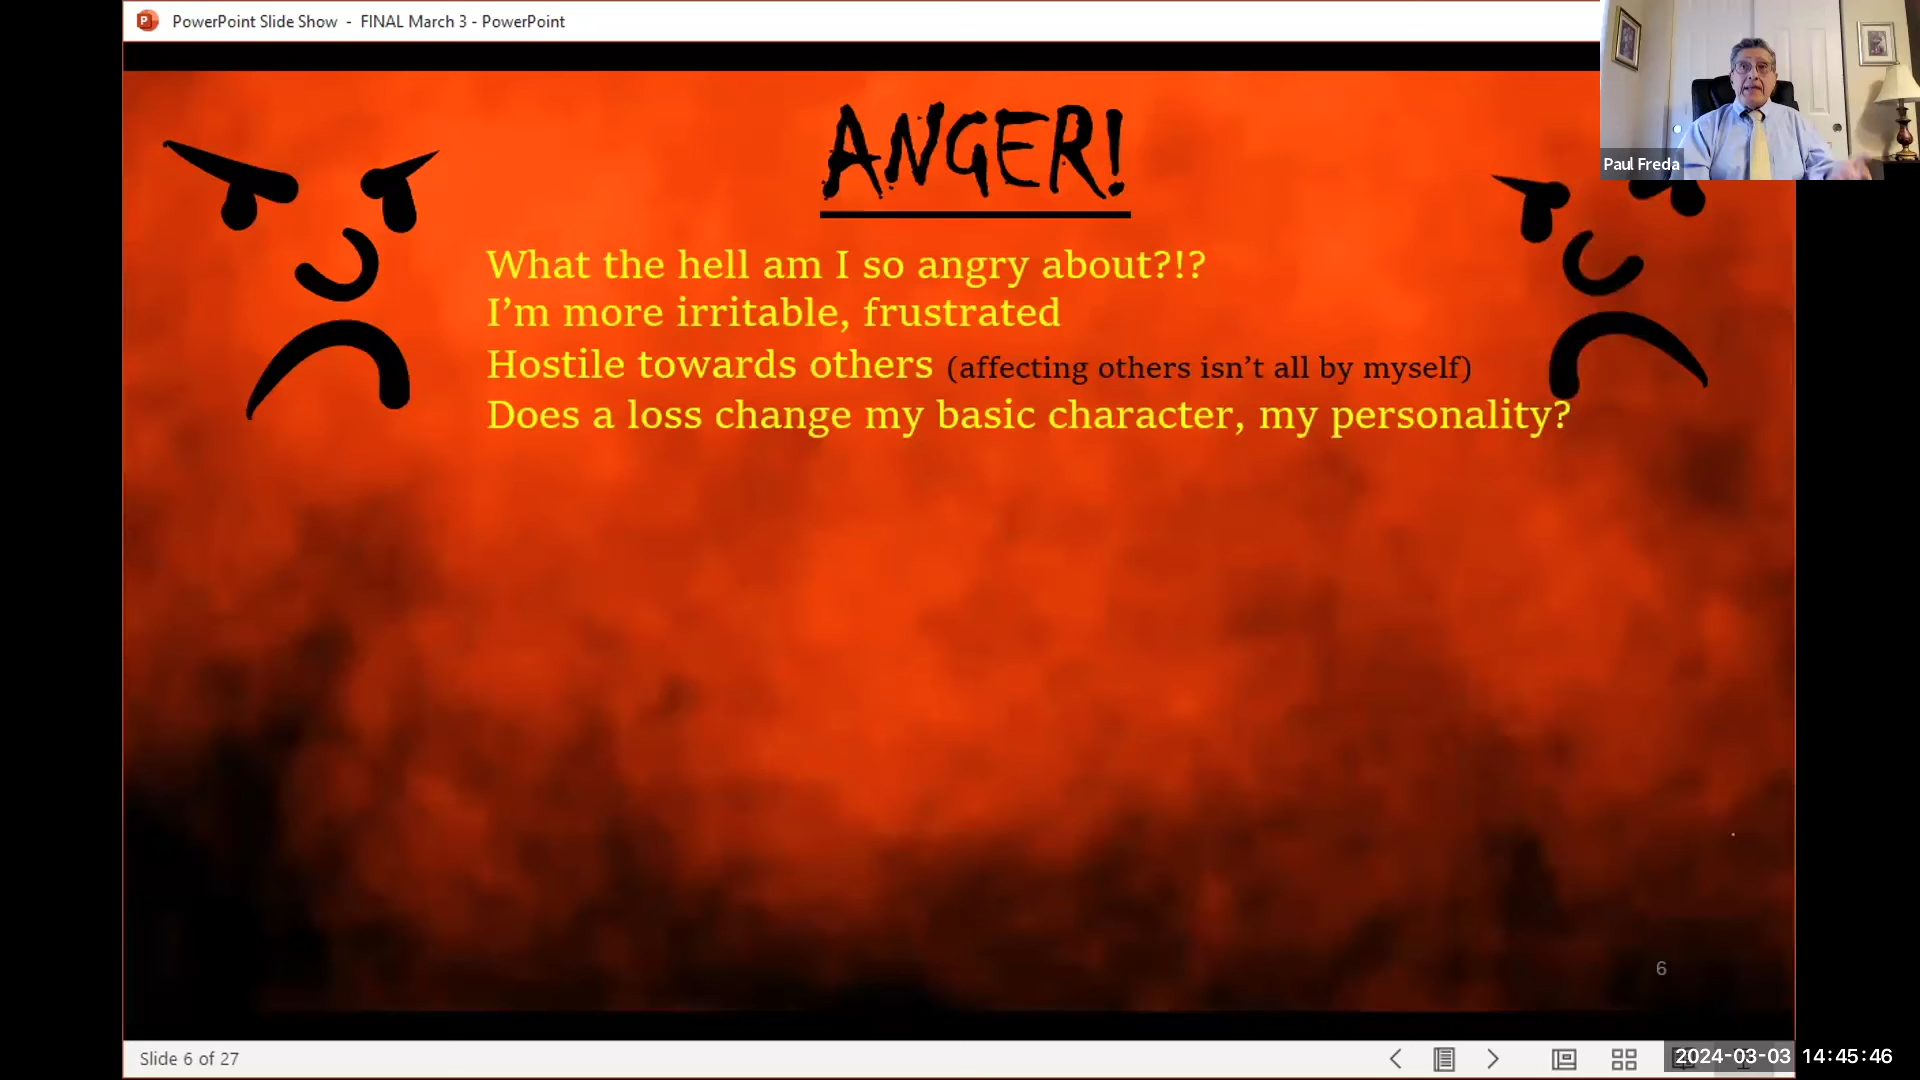 PowerPoint Slide Show - FINAL March 3 - PowerPoint
Paul Freda
ANGER!
What the hell am I so angry about?!?
I’m more irritable, frustrated
Hostile towards others (affecting others isn’t all by myself)
Does a loss change my basic character, my personality?
6
Slide 6 of 27
2024-03-03 14:45:46